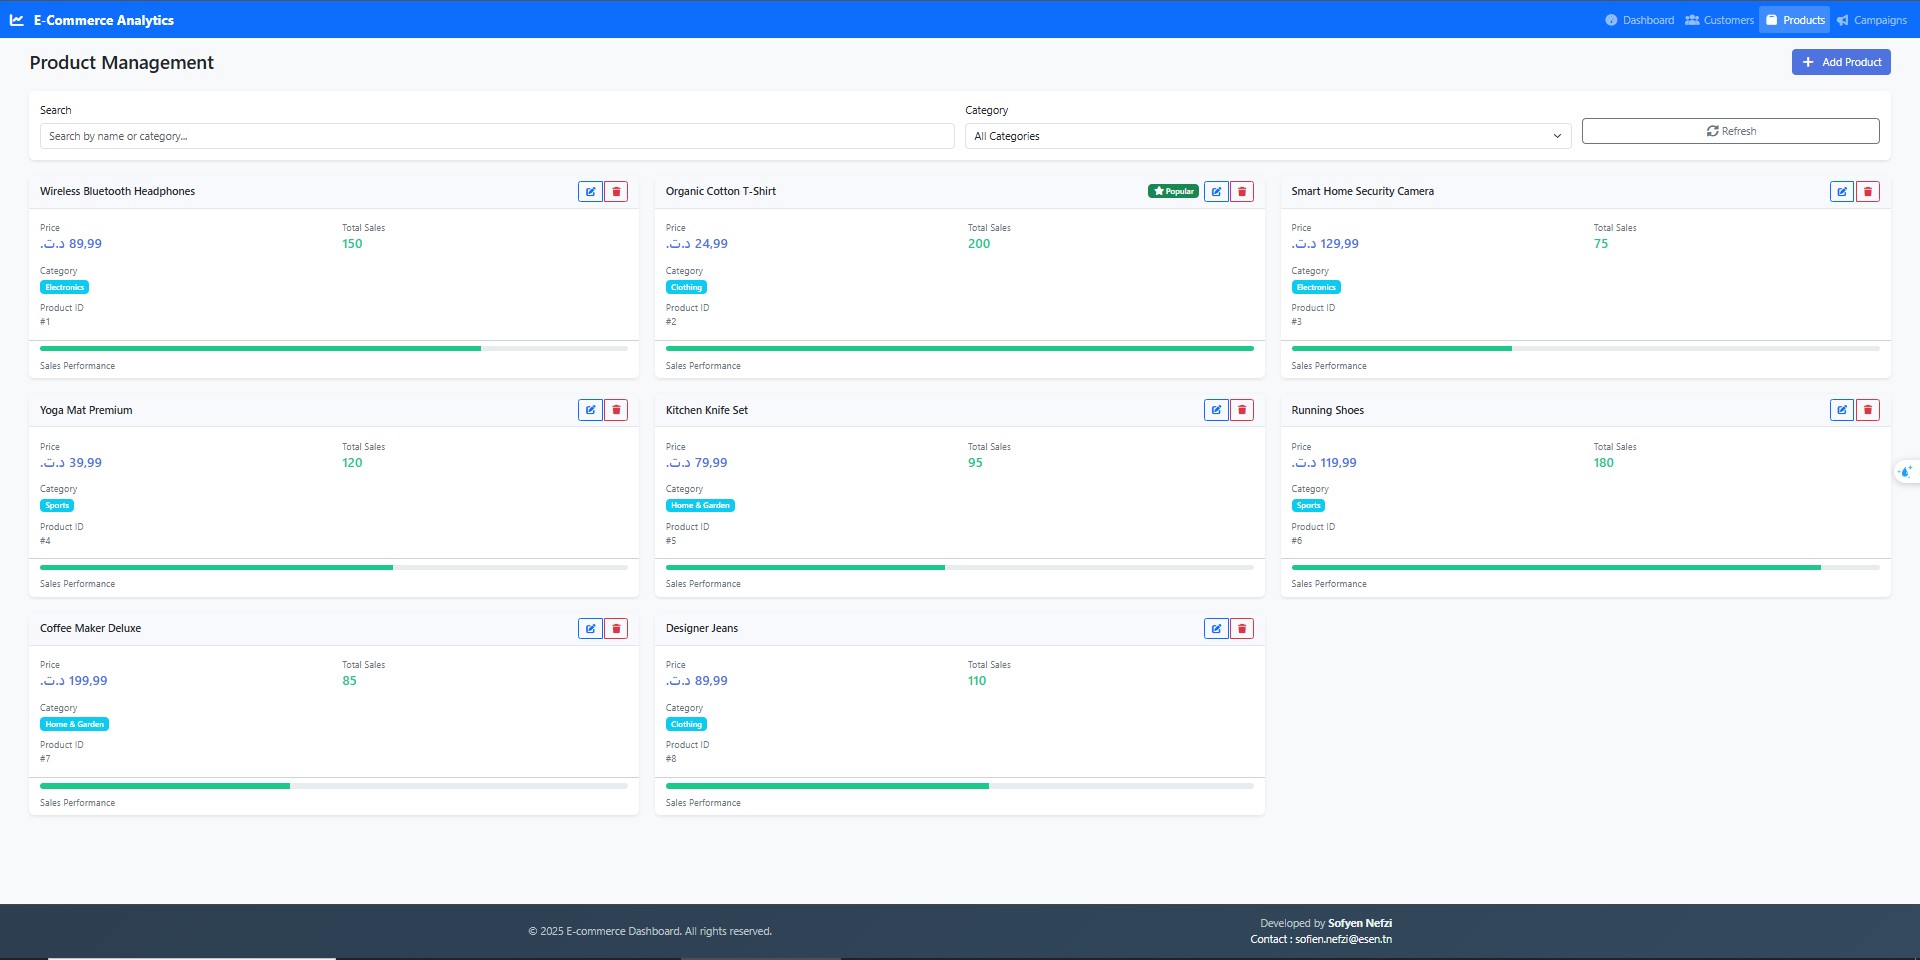 E-Commerce Analytics
Dashboard
Customers
Products
Campaigns
Product Management
Add Product
Search
Category
Search by name or category...
All Categories
Refresh
Wireless Bluetooth Headphones
Price
Total Sales
د.ت. 89,99
150
Category
Electronics
Product ID
#1
Sales Performance
Organic Cotton T-Shirt
Popular
Price
Total Sales
د.ت. 24,99
200
Category
Clothing
Product ID
#2
Sales Performance
Smart Home Security Camera
Price
Total Sales
د.ت. 129,99
75
Category
Electronics
Product ID
#3
Sales Performance
Yoga Mat Premium
Price
Total Sales
د.ت. 39,99
120
Category
Sports
Product ID
#4
Sales Performance
Kitchen Knife Set
Price
Total Sales
د.ت. 79,99
95
Category
Home & Garden
Product ID
#5
Sales Performance
Running Shoes
Price
Total Sales
د.ت. 119,99
180
Category
Sports
Product ID
#6
Sales Performance
Coffee Maker Deluxe
Price
Total Sales
د.ت. 199,99
85
Category
Home & Garden
Product ID
#7
Sales Performance
Designer Jeans
Price
Total Sales
د.ت. 89,99
110
Category
Clothing
Product ID
#8
Sales Performance
© 2025 E-commerce Dashboard. All rights reserved.
Developed by Sofyen Nefzi
Contact : sofien.nefzi@esen.tn